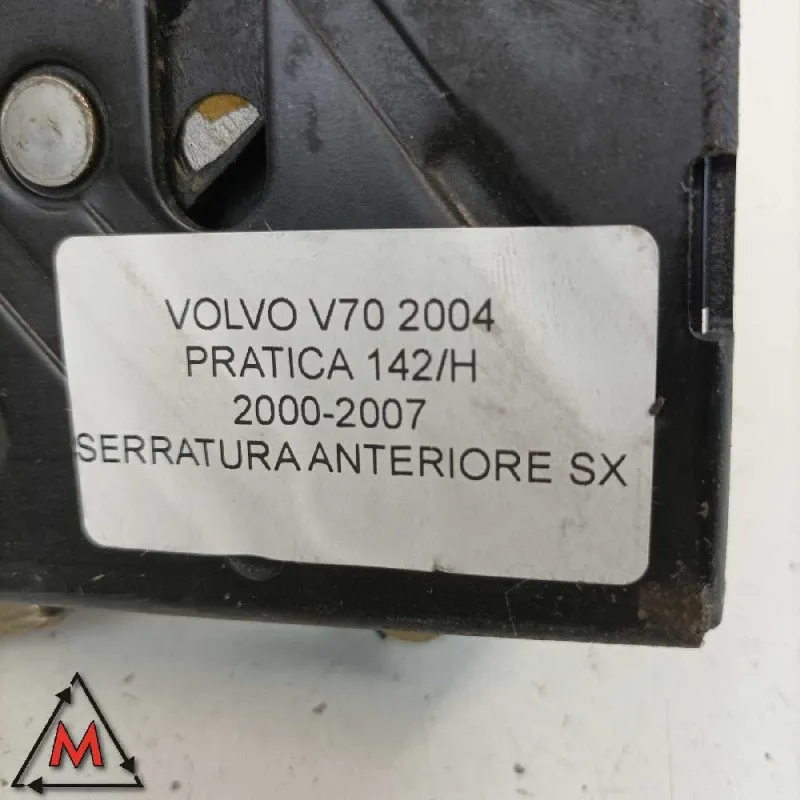 VOLVO V70 2004
PRATICA 142/H
2000-2007
SERRATURA ANTERIORE SX
M